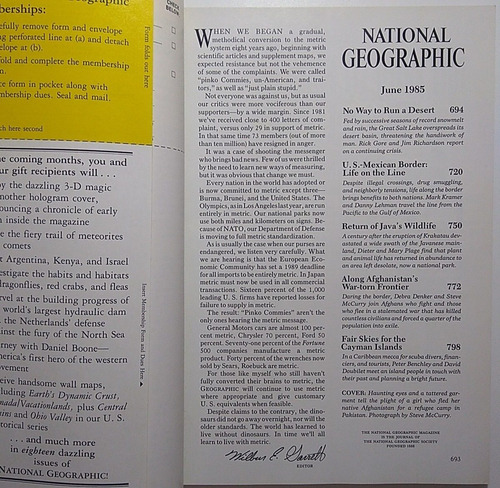 ographic
berships:
efully remove form and envelope
ng perforated line at (a) and detach
elope at (b).
old and complete the membership
m.
ce form in pocket along with
mbership dues. Seal and mail.
ch here second
CHECK
BELOW
Form folds out here
e coming months, you and
ur gift recipients will . . .
y the dazzling 3-D magic
nother hologram cover,
ouncing a chronicle of early
n inside the magazine
e the fiery trail of meteorites
comets
t Argentina, Kenya, and Israel
estigate the habits and habitats
dragonflies, red crabs, and fleas
rvel at the building progress of
world's largest hydraulic dam
the Netherlands' defense
inst the fury of the North Sea
rney with Daniel Boone—
erica's first hero of the western
vement
eive handsome wall maps,
luding Earth's Dynamic Crust,
nada Vacationlands, plus Central
ins and Ohio Valley in our U.S.
torical series
. . . and much more
in eighteen dazzling
issues of
NATIONAL GEOGRAPHIC!
Insert Membership Form and Dues Here
WHEN WE BEGAN a gradual,
methodical conversion to the metric
system eight years ago, beginning with
scientific articles and supplement maps, we
expected resistance but not the vehemence
of some of the complaints. We were called
"pinko Commies, un-American, and trai-
tors," as well as "just plain stupid."
Not everyone was against us, but as usual
our critics were more vociferous than our
supporters—by a wide margin. Since 1981
we've received close to 400 letters of com-
plaint, versus only 29 in support of metric.
In that same time 73 members (out of more
than ten million) have resigned in anger.
It was a case of shooting the messenger
who brings bad news. Few of us were thrilled
by the need to learn new ways of measuring,
but it was obvious that change we must.
Every nation in the world has adopted or
is now committed to metric except three—
Burma, Brunei, and the United States. The
Olympics, as in Los Angeles last year, are run
entirely in metric. Our national parks now
use both miles and kilometers on signs. Be-
cause of NATO, our Department of Defense
is moving to full metric standardization.
As is usually the case when our purses are
endangered, we listen very carefully. What
we are hearing is that the European Eco-
nomic Community has set a 1989 deadline
for all imports to be entirely metric. In Japan
metric must now be used in all commercial
transactions. Sixteen percent of the 1,000
leading U.S. firms have reported losses for
failure to supply in metric.
The result: "Pinko Commies" aren't the
only ones hearing the metric message.
General Motors cars are almost 100 per-
cent metric, Chrysler 70 percent, Ford 50
percent. Seventy-one percent of the Fortune
500 companies manufacture a metric
product. Forty percent of the wrenches now
sold by Sears, Roebuck are metric.
For those like myself who still haven't
fully converted their brains to metric, the
GEOGRAPHIC will continue to use metric
where appropriate and give customary
U.S. equivalents when feasible.
Despite claims to the contrary, the dino-
saurs did not go away overnight, nor will the
older standards. The world has learned to
live without dinosaurs. In time we'll all
learn to live with metric.
Wilbur E. Garrett
EDITOR
NATIONAL
GEOGRAPHIC
June 1985
No Way to Run a Desert 694
Fed by successive seasons of record snowmelt
and rain, the Great Salt Lake overspreads its
desert basin, threatening the handiwork of
man. Rick Gore and Jim Richardson report
on a continuing crisis.
U.S.-Mexican Border:
Life on the Line 720
Despite illegal crossings, drug smuggling,
and neighborly tensions, life along the border
brings benefits to both nations. Mark Kramer
and Danny Lehman travel the line from the
Pacific to the Gulf of Mexico.
Return of Java's Wildlife 750
A century after the eruption of Krakatau dev-
astated a wide swath of the Javanese main-
land, Dieter and Mary Plage find that plant
and animal life has returned in abundance to
an area left desolate, now a national park.
Along Afghanistan's
War-torn Frontier 772
During the border, Debra Denker and Steve
McCurry join Afghans who fight and those
who flee in a stalemated war that has killed
countless civilians and forced a quarter of the
population into exile.
Fair Skies for the
Cayman Islands 798
In a Caribbean mecca for scuba divers, finan-
ciers, and tourists, Peter Benchley and David
Doubilet meet an island people in touch with
their past and planning a bright future.
COVER: Haunting eyes and a tattered gar-
ment tell the plight of a girl who fled her
native Afghanistan for a refugee camp in
Pakistan. Photograph by Steve McCurry.
THE NATIONAL GEOGRAPHIC MAGAZINE
IS THE JOURNAL OF
THE NATIONAL GEOGRAPHIC SOCIETY
FOUNDED 1888
693